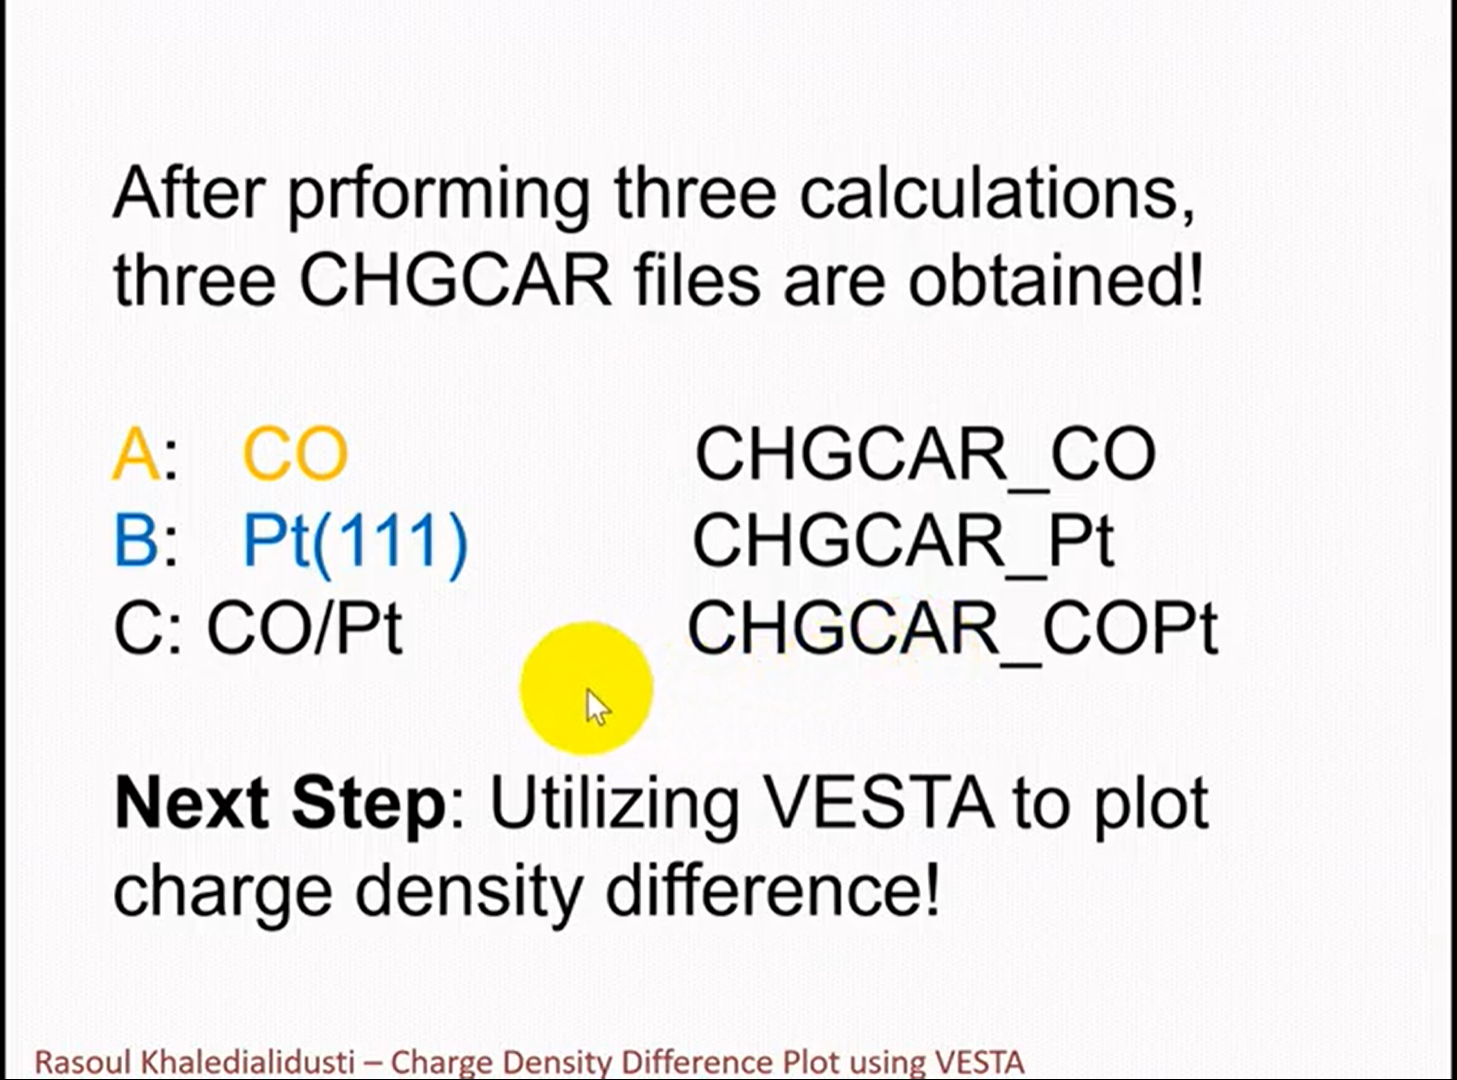 After prforming three calculations,
three CHGCAR files are obtained!
A: CO CHGCAR_CO
B: Pt(111) CHGCAR_Pt
C: CO/Pt CHGCAR_COPt
Next Step: Utilizing VESTA to plot
charge density difference!
Rasoul Khaledialidusti – Charge Density Difference Plot using VESTA